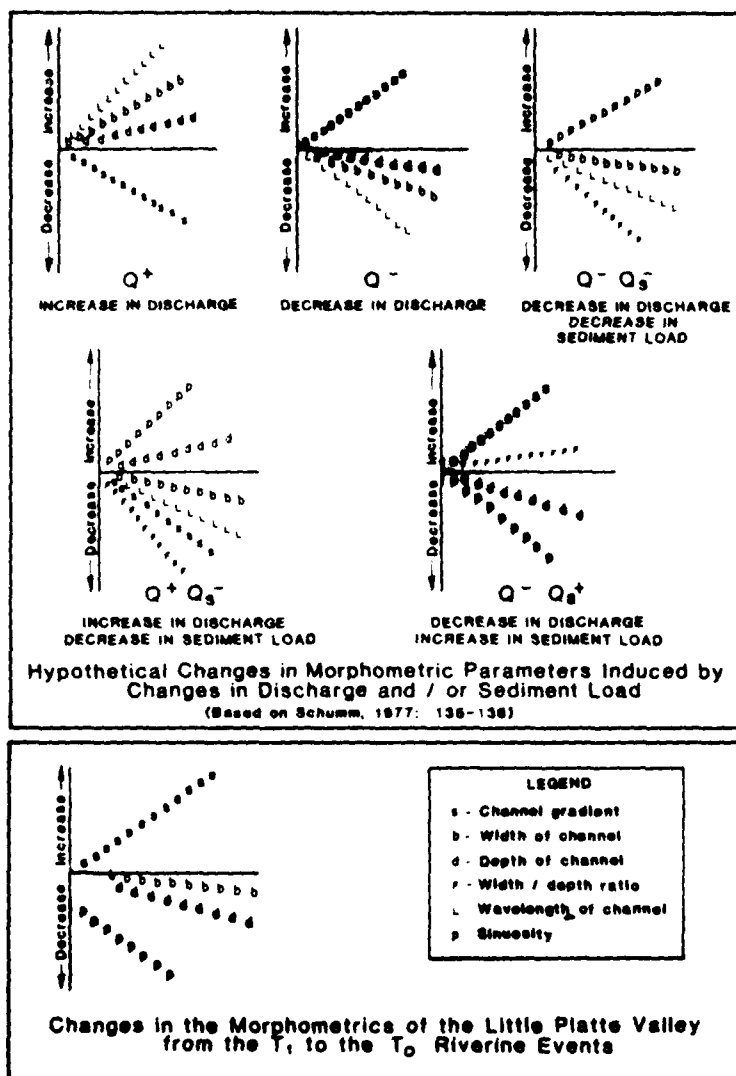 Decrease Increase
Decrease Increase
Decrease Increase
Q+
Q-
Q- Qs-
INCREASE IN DISCHARGE
DECREASE IN DISCHARGE
DECREASE IN DISCHARGE
DECREASE IN
SEDIMENT LOAD
Decrease Increase
Decrease Increase
Q+ Qs-
Q- Qs+
INCREASE IN DISCHARGE
DECREASE IN SEDIMENT LOAD
DECREASE IN DISCHARGE
INCREASE IN SEDIMENT LOAD
Hypothetical Changes in Morphometric Parameters Induced by
Changes in Discharge and / or Sediment Load
(Based on Schumm, 1977:
Decrease Increase
LEGEND
s - Channel gradient
b - Width of channel
d - Depth of channel
F - Width / depth ratio
L Wavelength of channel
p Sinuosity
Changes in the Morphometrics of the Little Platte Valley
from the T1 to the T0 Riverine Events